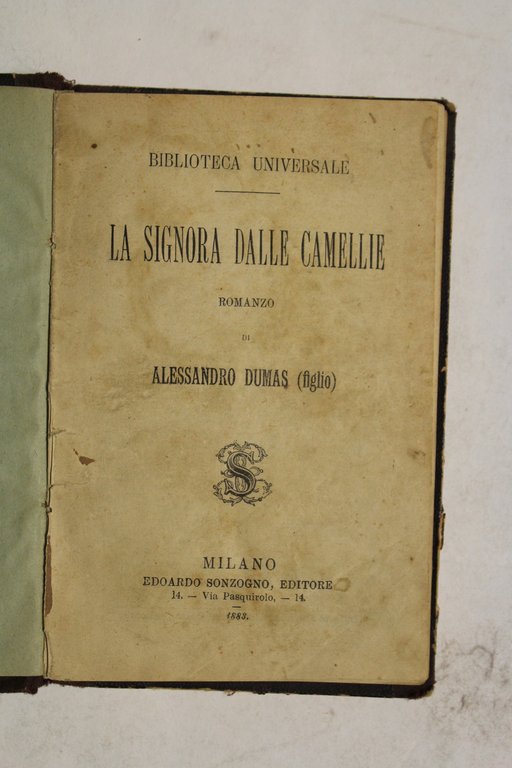 BIBLIOTECA UNIVERSALE
LA SIGNORA DALLE CAMELLIE
ROMANZO
DI
ALESSANDRO DUMAS (figlio)
S
MILANO
EDOARDO SONZOGNO, EDITORE
14. — Via Pasquirolo, — 14.
1883.